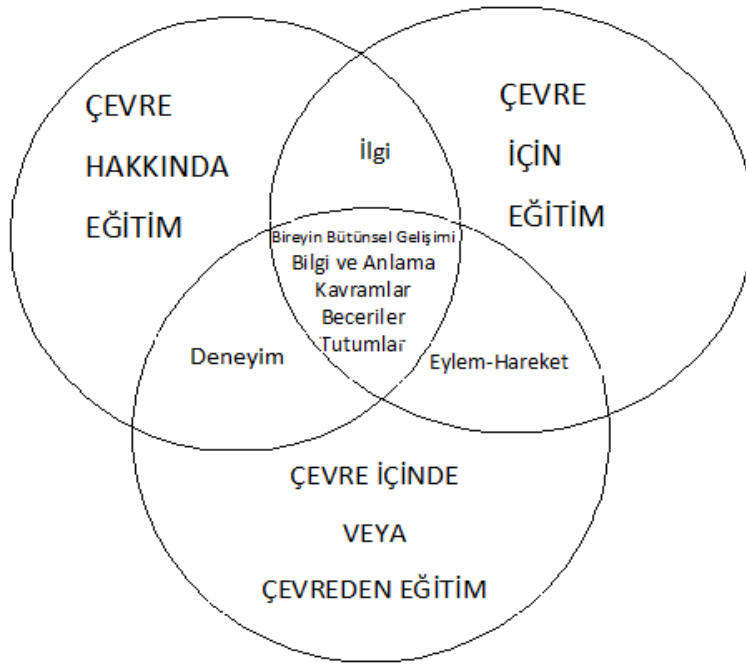 ÇEVRE
HAKKINDA
EĞİTİM
İlgi
ÇEVRE
İÇİN
EĞİTİM
Bireyin Bütünsel Gelişimi
Bilgi ve Anlama
Kavramlar
Beceriler
Tutumlar
Deneyim
Eylem-Hareket
ÇEVRE İÇİNDE
VEYA
ÇEVREDEN EĞİTİM